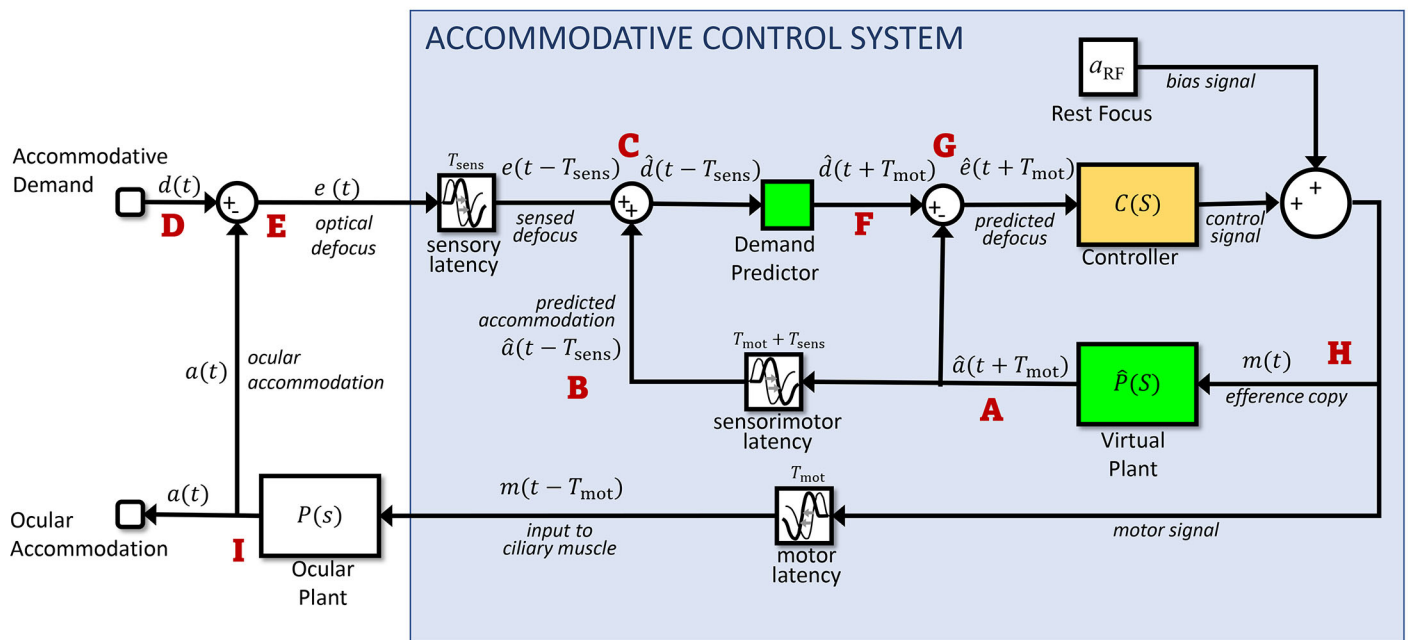 ACCOMMODATIVE CONTROL SYSTEM
a_RF
bias signal
Rest Focus
Accommodative
Demand
d(t)
D
+
-
e (t)
E
optical
defocus
T_sens
sensory
latency
e(t − T_sens)
sensed
defocus
C
+
+
d̂(t − T_sens)
Demand
Predictor
d̂(t + T_mot)
F
G
+
-
ê(t + T_mot)
predicted
defocus
C(S)
Controller
control
signal
+
+
predicted
accommodation
â(t − T_sens)
B
T_mot + T_sens
sensorimotor
latency
â(t + T_mot)
A
P̂(S)
Virtual
Plant
m(t)
H
efference copy
a(t)
ocular
accommodation
a(t)
Ocular
Accommodation
I
P(s)
Ocular
Plant
m(t − T_mot)
input to
ciliary muscle
T_mot
motor
latency
motor signal